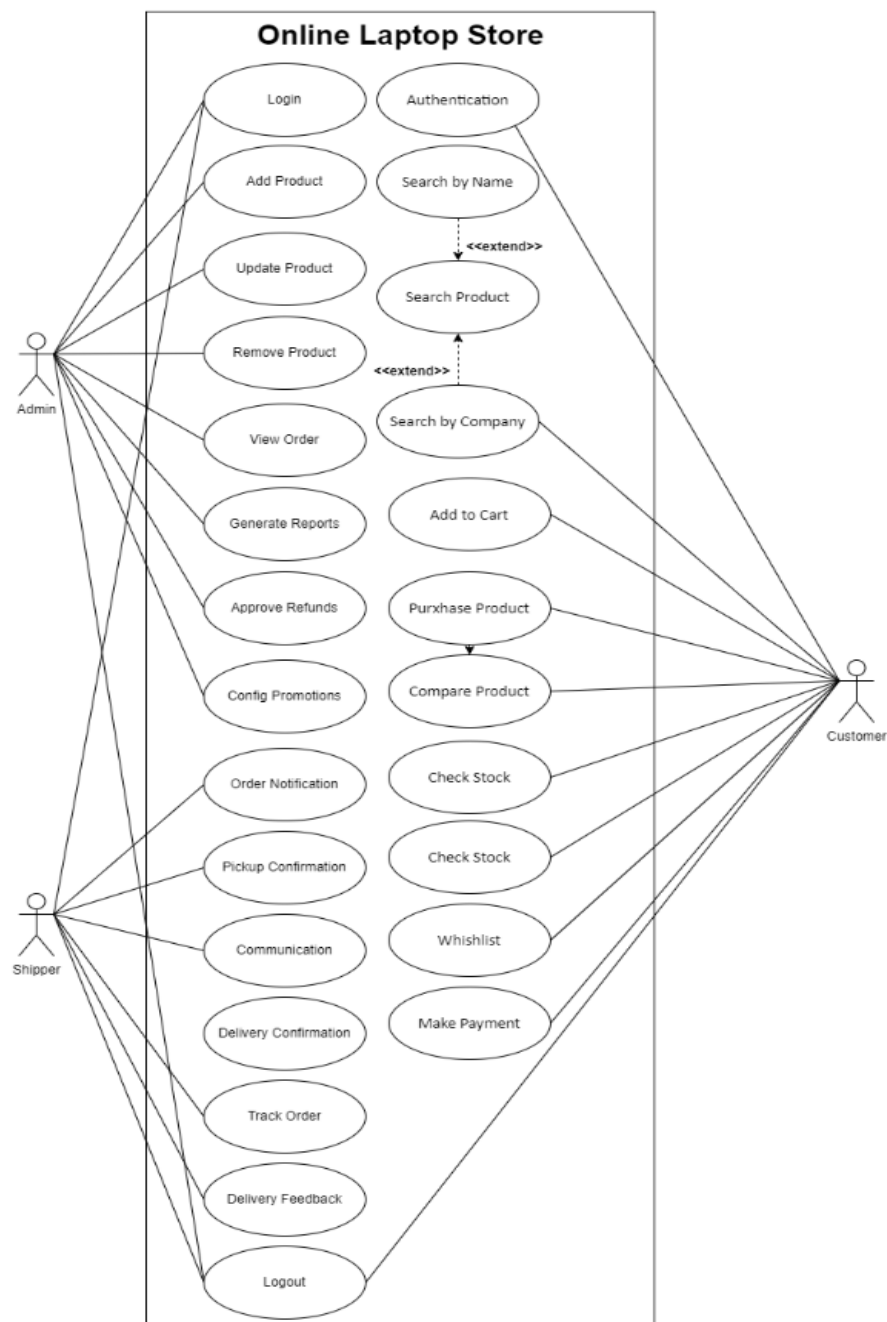 Online Laptop Store
Login
Authentication
Add Product
Search by Name
<<extend>>
Update Product
Search Product
Remove Product
<<extend>>
Admin
View Order
Search by Company
Generate Reports
Add to Cart
Approve Refunds
Purxhase Product
Config Promotions
Compare Product
Customer
Order Notification
Check Stock
Pickup Confirmation
Check Stock
Shipper
Communication
Whishlist
Delivery Confirmation
Make Payment
Track Order
Delivery Feedback
Logout